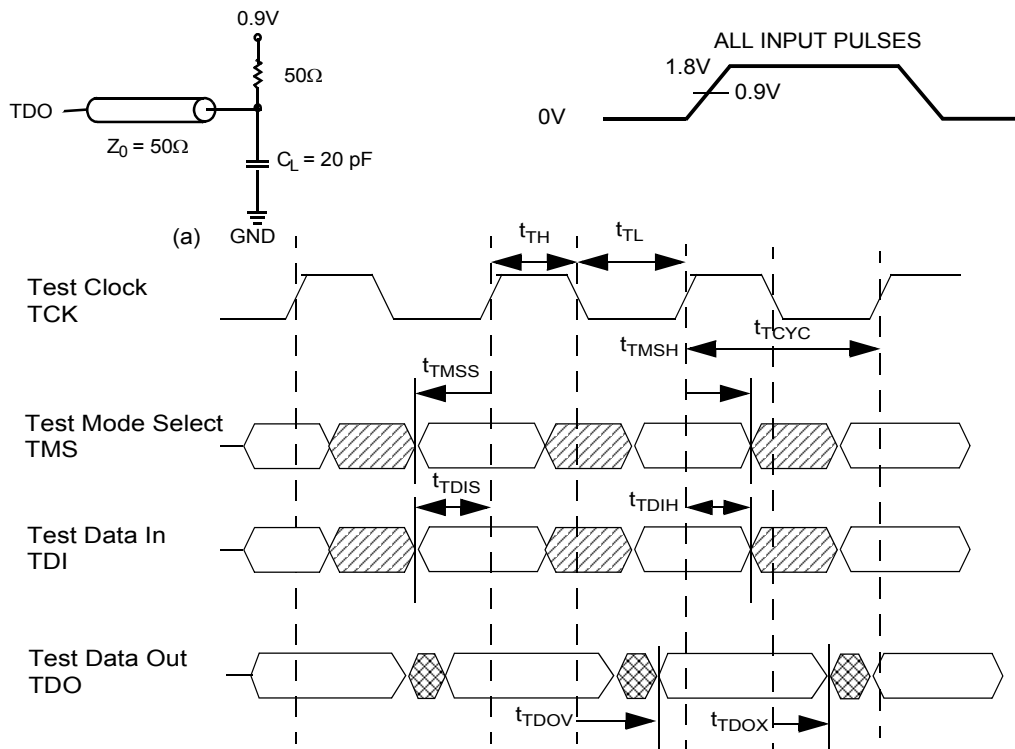 0.9V
ALL INPUT PULSES
50Ω
1.8V
0.9V
TDO
0V
Z0 = 50Ω
CL = 20 pF
(a)
GND
tTH
tTL
Test Clock
TCK
tTMSH
tTCYC
tTMSS
Test Mode Select
TMS
tTDIS
tTDIH
Test Data In
TDI
Test Data Out
TDO
tTDOV
tTDOX